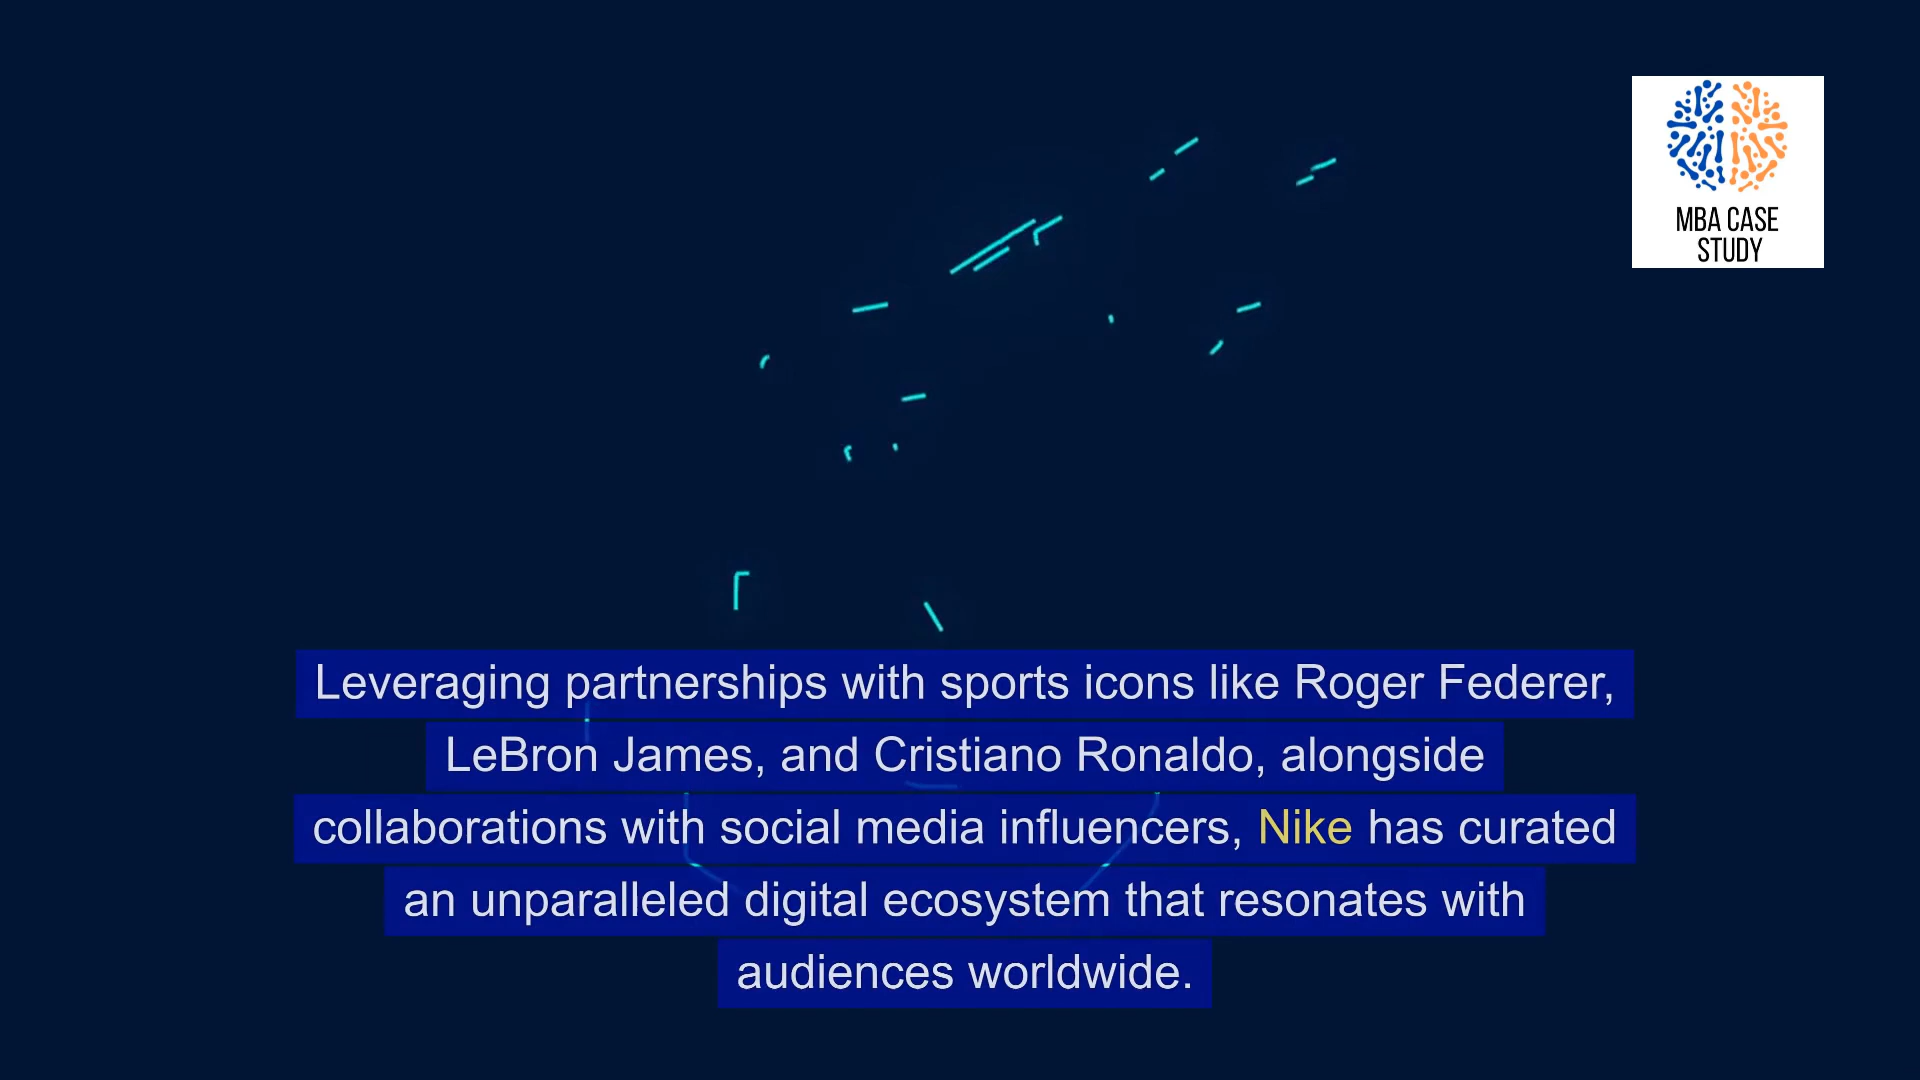 MBA CASE
STUDY
Leveraging partnerships with sports icons like Roger Federer,
LeBron James, and Cristiano Ronaldo, alongside
collaborations with social media influencers, Nike has curated
an unparalleled digital ecosystem that resonates with
audiences worldwide.